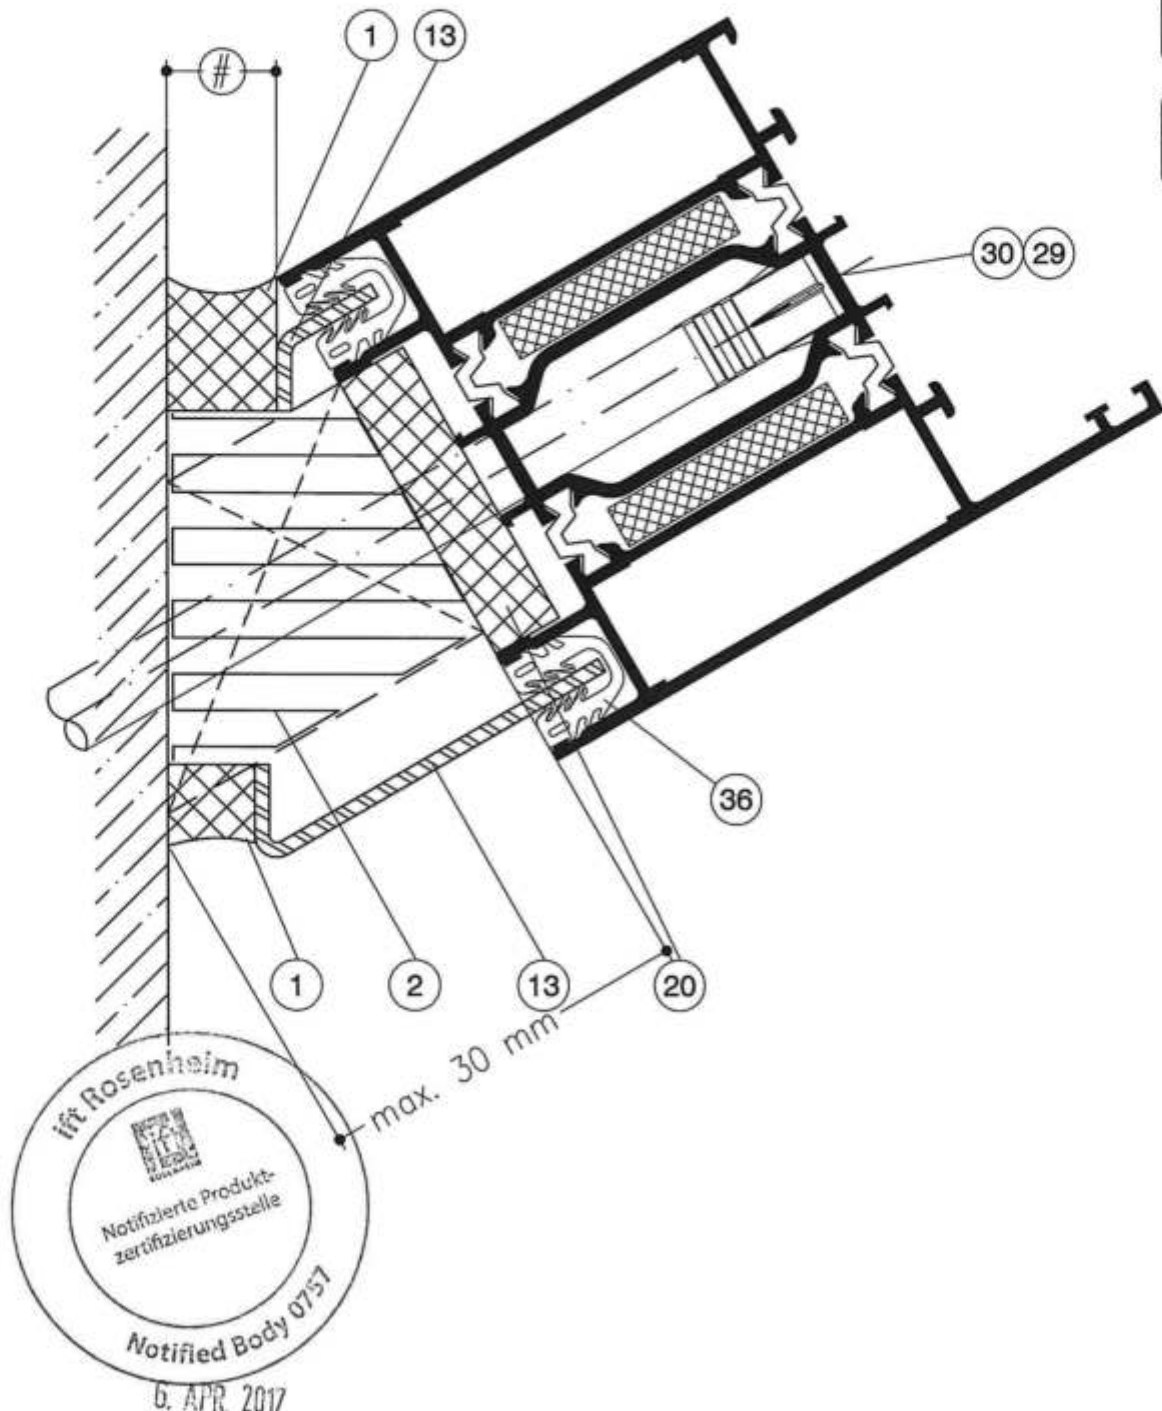 1
13
#
30
29
36
1
2
13
20
max. 30 mm
ift Rosenheim
ROSENHEIM
Notifizierte Produkt-
zertifizierungsstelle
Notified Body 0757
6. APR. 2017